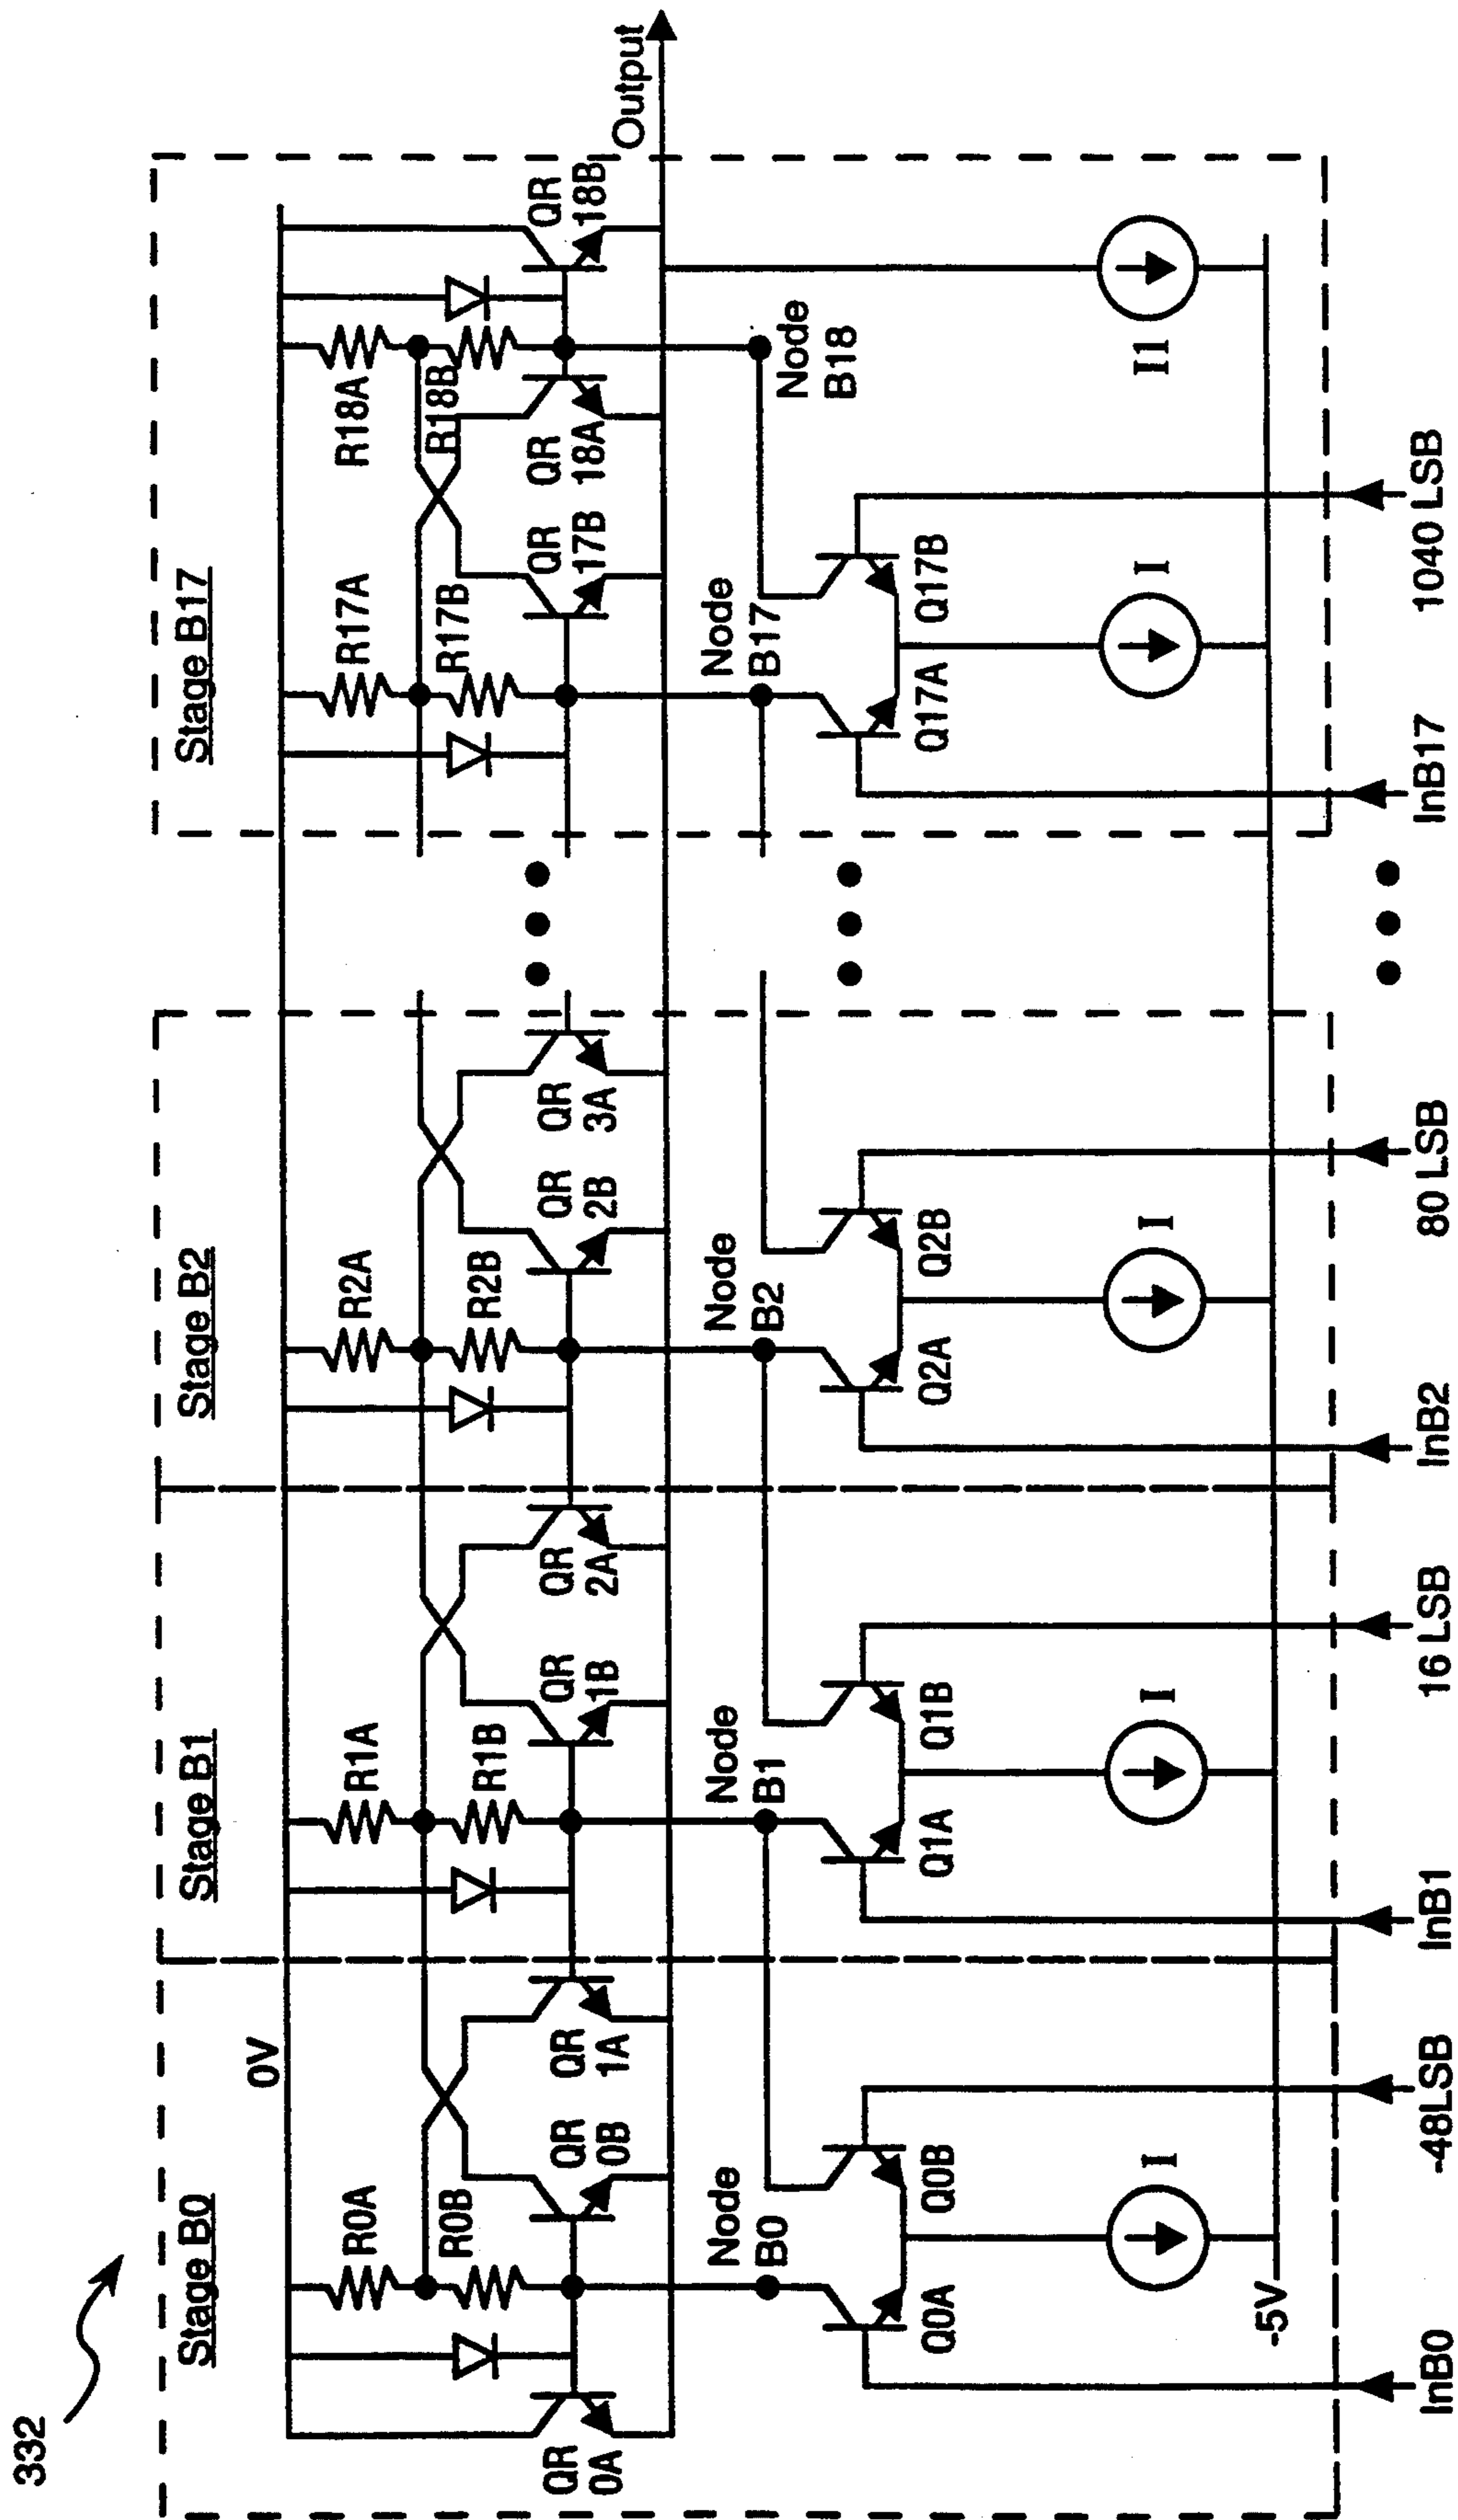 332
Stage B0
Stage B1
Stage B2
Stage B17
0V
R0A
R1A
R2A
R17A
R18A
R0B
R1B
R2B
R17B
R18B
QR
0A
QR
0B
QR
1A
QR
1B
QR
2A
QR
2B
QR
3A
QR
17B
QR
18A
QR
18B
Output
Node
B0
Node
B1
Node
B2
Node
B17
Node
B18
Q0A
Q0B
Q1A
Q1B
Q2A
Q2B
Q17A
Q17B
I
I
I
I
I1
-5V
InB0
-48LSB
InB1
16 LSB
InB2
80 LSB
InB17
1040 LSB